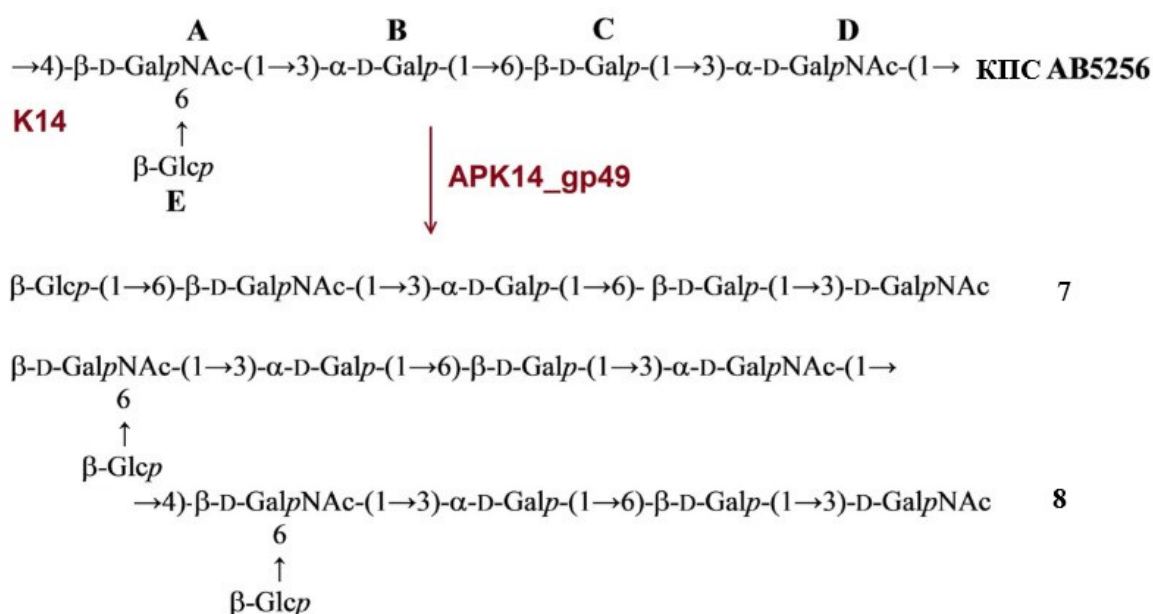 A B C D
→4)-β-D-GalpNAc-(1→3)-α-D-Galp-(1→6)-β-D-Galp-(1→3)-α-D-GalpNAc-(1→ КПС AB5256
6
K14
↑
β-Glcp
E
APK14_gp49
β-Glcp-(1→6)-β-D-GalpNAc-(1→3)-α-D-Galp-(1→6)- β-D-Galp-(1→3)-D-GalpNAc 7
β-D-GalpNAc-(1→3)-α-D-Galp-(1→6)-β-D-Galp-(1→3)-α-D-GalpNAc-(1→
6
↑
β-Glcp
→4)-β-D-GalpNAc-(1→3)-α-D-Galp-(1→6)-β-D-Galp-(1→3)-D-GalpNAc 8
6
↑
β-Glcp